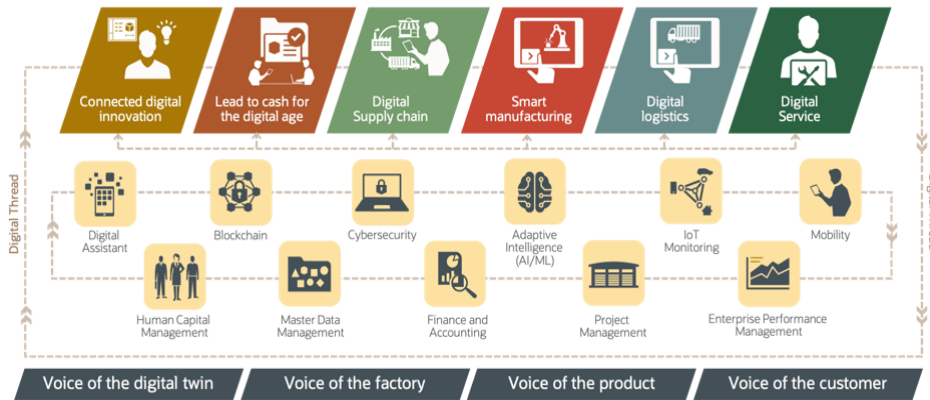 Connected digital
innovation
Lead to cash for
the digital age
Digital
Supply chain
Smart
manufacturing
Digital
logistics
Digital
Service
Digital Thread
Digital
Assistant
Blockchain
Cybersecurity
Adaptive
Intelligence
(AI/ML)
IoT
Monitoring
Mobility
Human Capital
Management
Master Data
Management
Finance and
Accounting
Project
Management
Enterprise Performance
Management
Voice of the digital twin
Voice of the factory
Voice of the product
Voice of the customer